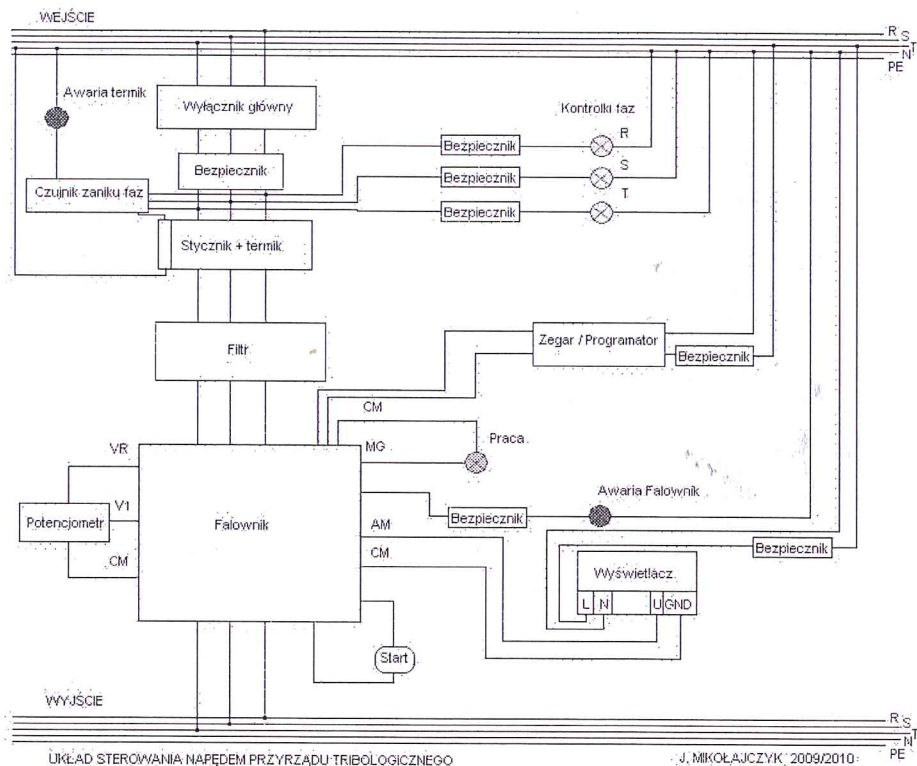 WEJŚCIE
R S T N PE
Awaria termik
Wyłącznik główny
Kontrolki faz
R
Bezpiecznik
Bezpiecznik
S
Czujnik zaniku faz
Bezpiecznik
T
Bezpiecznik
Stycznik + termik
Filtr
Zegar / Programator
Bezpiecznik
CM
VR
MG
Praca
V1
Potencjometr
Falownik
Awaria Falownik
Bezpiecznik
AM
CM
CM
Bezpiecznik
Wyświetlacz
L N U GND
Start
WYJŚCIE
R S T N PE
UKŁAD STEROWANIA NAPĘDEM PRZYRZĄDU TRIBOLOGICZNEGO
J. MIKOŁAJCZYK 2009/2010